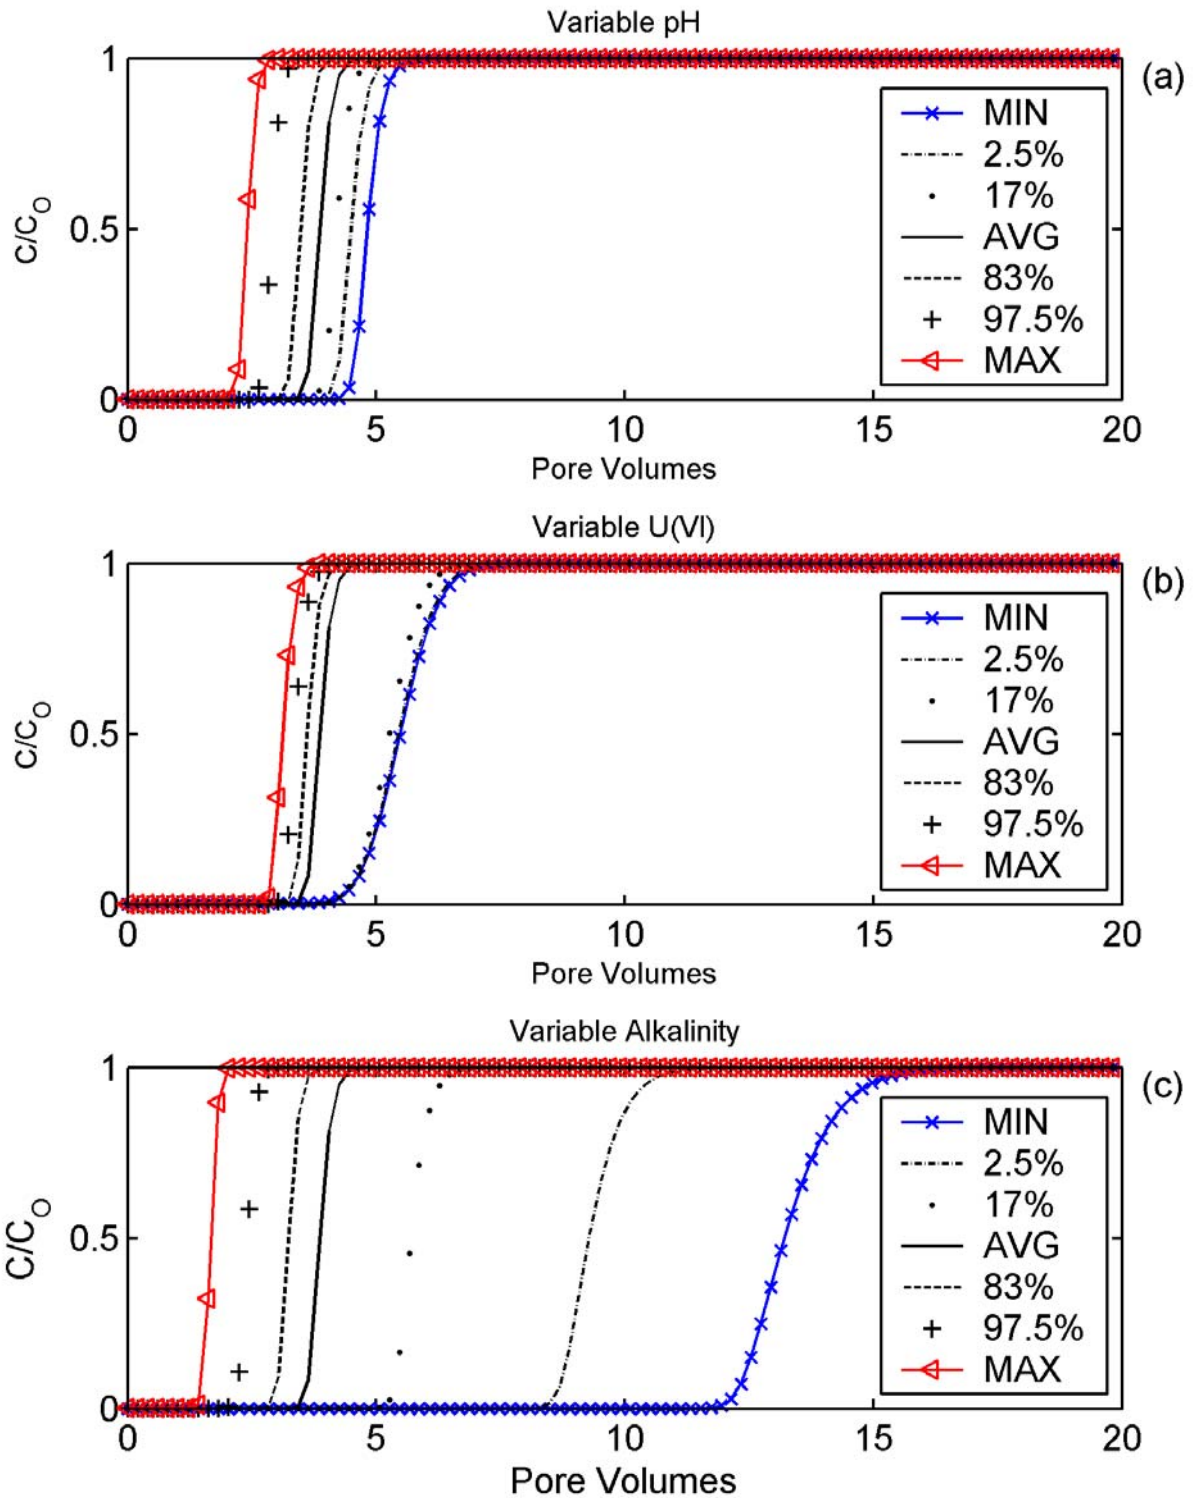 Variable pH
(a)
C/C_O
1
0.5
0
MIN
2.5%
17%
AVG
83%
97.5%
MAX
0 5 10 15 20
Pore Volumes
Variable U(VI)
(b)
C/C_O
1
0.5
0
MIN
2.5%
17%
AVG
83%
97.5%
MAX
0 5 10 15 20
Pore Volumes
Variable Alkalinity
(c)
C/C_O
1
0.5
0
MIN
2.5%
17%
AVG
83%
97.5%
MAX
0 5 10 15 20
Pore Volumes